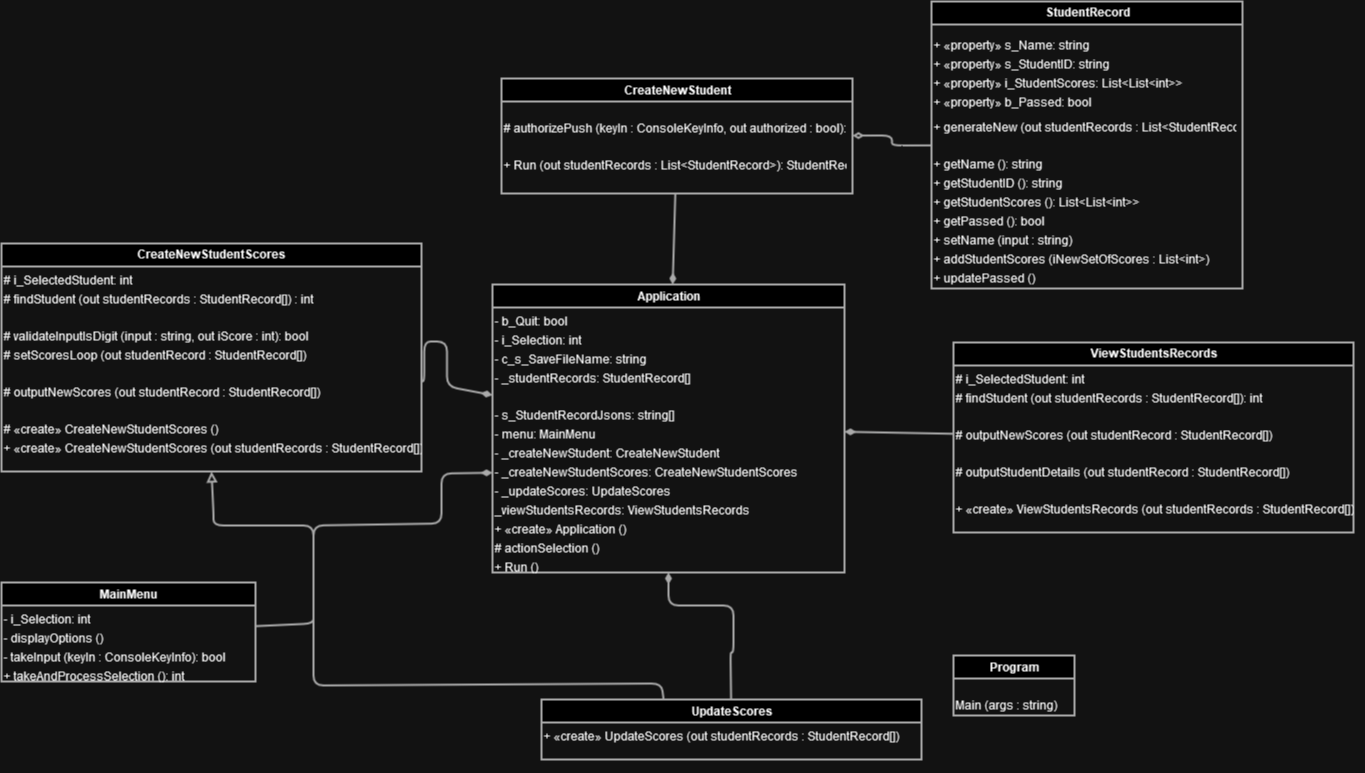 StudentRecord
+ «property» s_Name: string
+ «property» s_StudentID: string
+ «property» i_StudentScores: List<List<int>>
+ «property» b_Passed: bool
+ generateNew (out studentRecords : List<StudentRec
+ getName (): string
+ getStudentID (): string
+ getStudentScores (): List<List<int>>
+ getPassed (): bool
+ setName (input : string)
+ addStudentScores (iNewSetOfScores : List<int>)
+ updatePassed ()
CreateNewStudent
# authorizePush (keyIn : ConsoleKeyInfo, out authorized : bool):
+ Run (out studentRecords : List<StudentRecord>): StudentRe
CreateNewStudentScores
# i_SelectedStudent: int
# findStudent (out studentRecords : StudentRecord[]) : int
# validateInputIsDigit (input : string, out iScore : int): bool
# setScoresLoop (out studentRecord : StudentRecord[])
# outputNewScores (out studentRecord : StudentRecord[])
# «create» CreateNewStudentScores ()
+ «create» CreateNewStudentScores (out studentRecords : StudentRecord[]
Application
- b_Quit: bool
- i_Selection: int
- c_s_SaveFileName: string
- _studentRecords: StudentRecord[]
- s_StudentRecordJsons: string[]
- menu: MainMenu
- _createNewStudent: CreateNewStudent
- _createNewStudentScores: CreateNewStudentScores
- _updateScores: UpdateScores
_viewStudentsRecords: ViewStudentsRecords
+ «create» Application ()
# actionSelection ()
+ Run ()
ViewStudentsRecords
# i_SelectedStudent: int
# findStudent (out studentRecords : StudentRecord[]): int
# outputNewScores (out studentRecord : StudentRecord[])
# outputStudentDetails (out studentRecord : StudentRecord[])
+ «create» ViewStudentsRecords (out studentRecords : StudentRecord[])
MainMenu
- i_Selection: int
- displayOptions ()
- takeInput (keyIn : ConsoleKeyInfo): bool
+ takeAndProcessSelection (): int
Program
Main (args : string)
UpdateScores
+ «create» UpdateScores (out studentRecords : StudentRecord[])